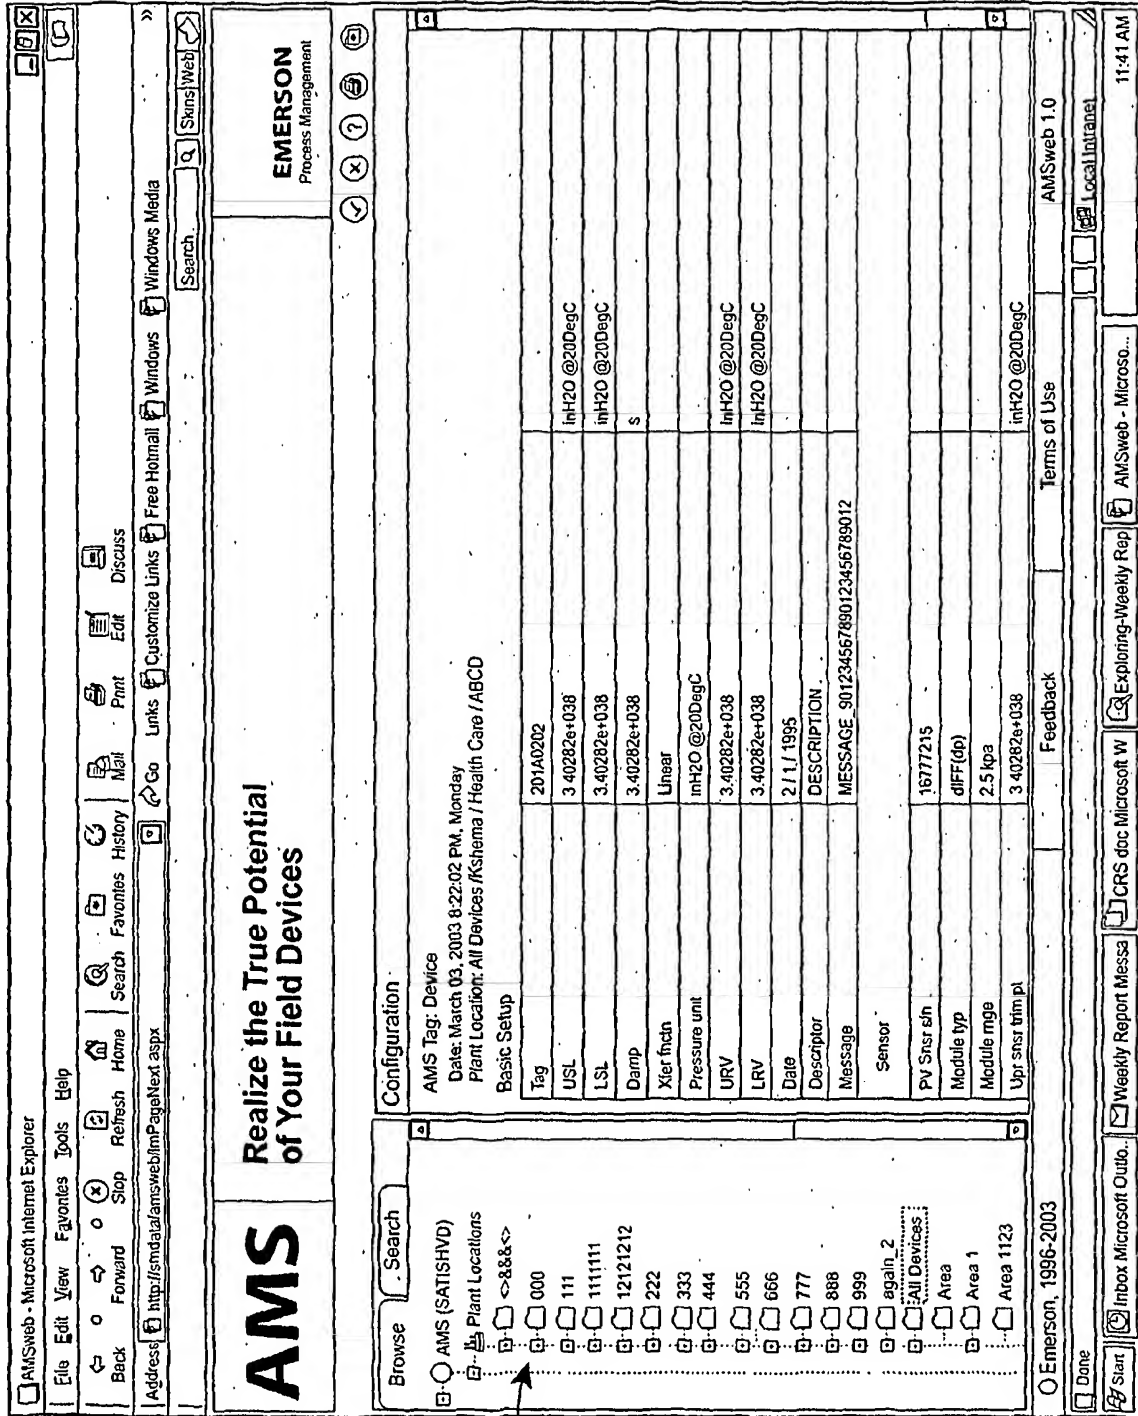 AMSweb - Microsoft Internet Explorer
File Edit View Favorites Tools Help
Back Forward Stop Refresh Home Search Favorites History Mail Print Edit Discuss
Address http://smdata/amsweb/ImPageNext aspx Go Links Customize Links Free Hotmail Windows Windows Media »
Search Skins Web
AMS
Realize the True Potential
of Your Field Devices
EMERSON
Process Management
Browse Search
AMS (SATISHVD)
Plant Locations
<>&&&<>
000
111
1111111
12121212
222
333
444
555
666
777
888
999
again_2
All Devices
Area
Area 1
Area 1123
Configuration
AMS Tag: Device
Date: March 03, 2003 8:22:02 PM, Monday
Plant Location: All Devices /Kshema / Health Care / ABCD
Basic Setup
Tag 201A0202
USL 3 40282e+038 inH2O @20DegC
LSL 3.40282e+038 inH2O @20DegC
Damp 3.40282e+038 s
Xfer fnctn Linear
Pressure unit inH2O @20DegC
URV 3.40282e+038 inH2O @20DegC
LRV 3.40282e+038 inH2O @20DegC
Date 2 / 1 / 1995
Descriptor DESCRIPTION
Message MESSAGE_90123456789012345678 9012
Sensor
PV Snsr s/n 16777215
Module typ dIFF(dp)
Module rnge 2.5 kpa
Upr snsr trim pt 3 40282e+038 inH2O @20DegC
Emerson, 1996-2003 Feedback Terms of Use AMSweb 1.0
Done Local Intranet
Start Inbox Microsoft Outlo.. Weekly Report Messa CRS doc Microsoft W Exploring-Weekly Rep AMSweb - Microso... 11:41 AM